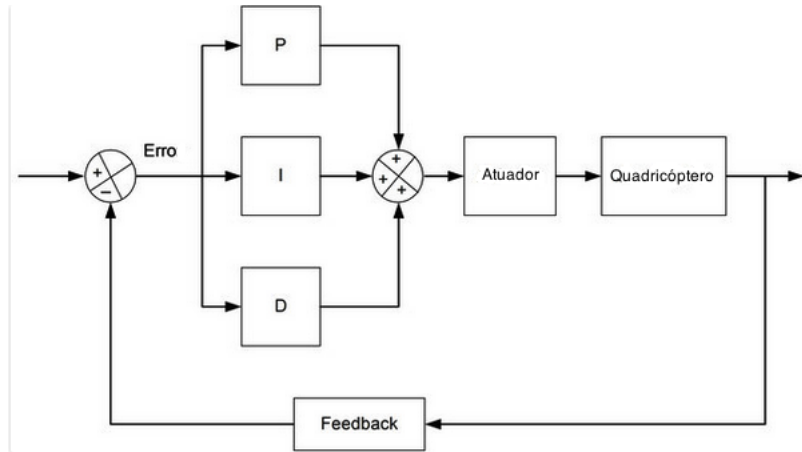 P
Erro
+
−
I
+
+
+
Atuador
Quadricóptero
D
Feedback